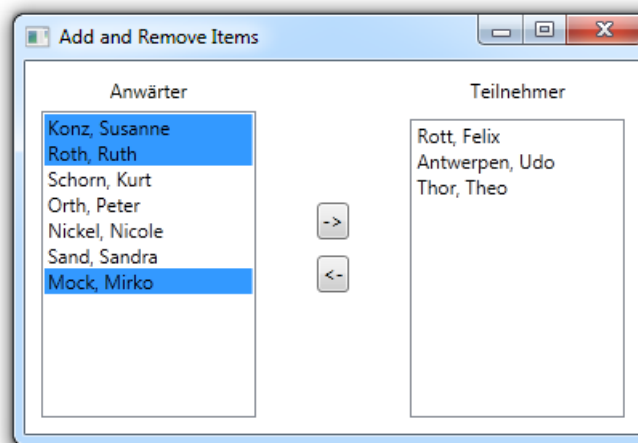 Add and Remove Items
Anwärter
Konz, Susanne
Roth, Ruth
Schorn, Kurt
Orth, Peter
Nickel, Nicole
Sand, Sandra
Mock, Mirko
->
<-
Teilnehmer
Rott, Felix
Antwerpen, Udo
Thor, Theo